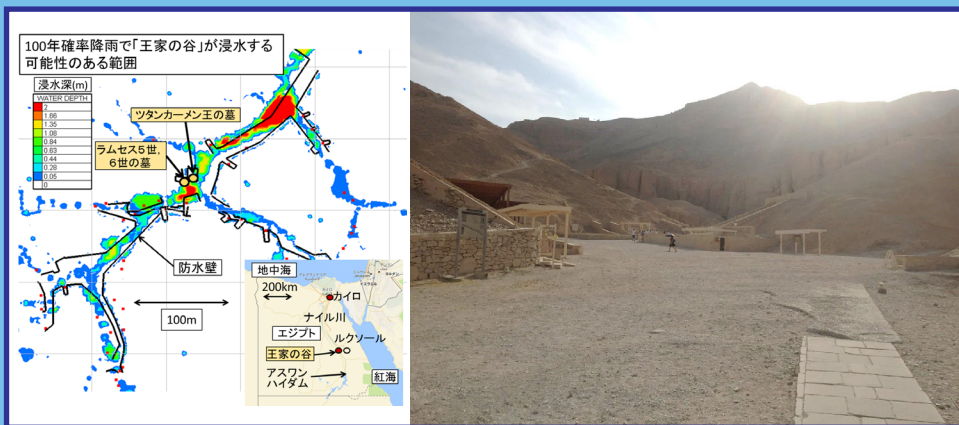 100年確率降雨で「王家の谷」が浸水する
可能性のある範囲
浸水深(m)
WATER DEPTH
2
1.66
1.35
1.08
0.84
0.63
0.44
0.28
0.05
0
ツタンカーメン王の墓
ラムセス5世,
6世の墓
防水壁
100m
地中海
200km
カイロ
ナイル川
エジプト
ルクソール
王家の谷
アスワン
ハイダム
紅海